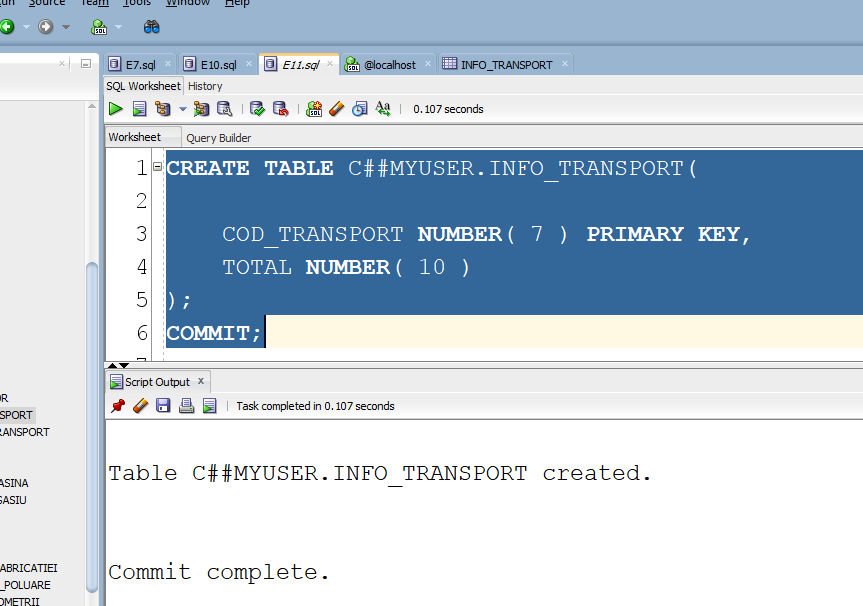 Source Team Tools Window Help
SQL
E7.sql × E10.sql × E11.sql × @localhost × INFO_TRANSPORT ×
SQL Worksheet History
0.107 seconds
Worksheet Query Builder
1 CREATE TABLE C##MYUSER.INFO_TRANSPORT(
2
3 COD_TRANSPORT NUMBER( 7 ) PRIMARY KEY,
4 TOTAL NUMBER( 10 )
5 );
6 COMMIT;
Script Output ×
Task completed in 0.107 seconds
Table C##MYUSER.INFO_TRANSPORT created.
Commit complete.
OR
SPORT
RANSPORT
ASINA
GASIU
ABRICATIEI
_POLUARE
OMETRII